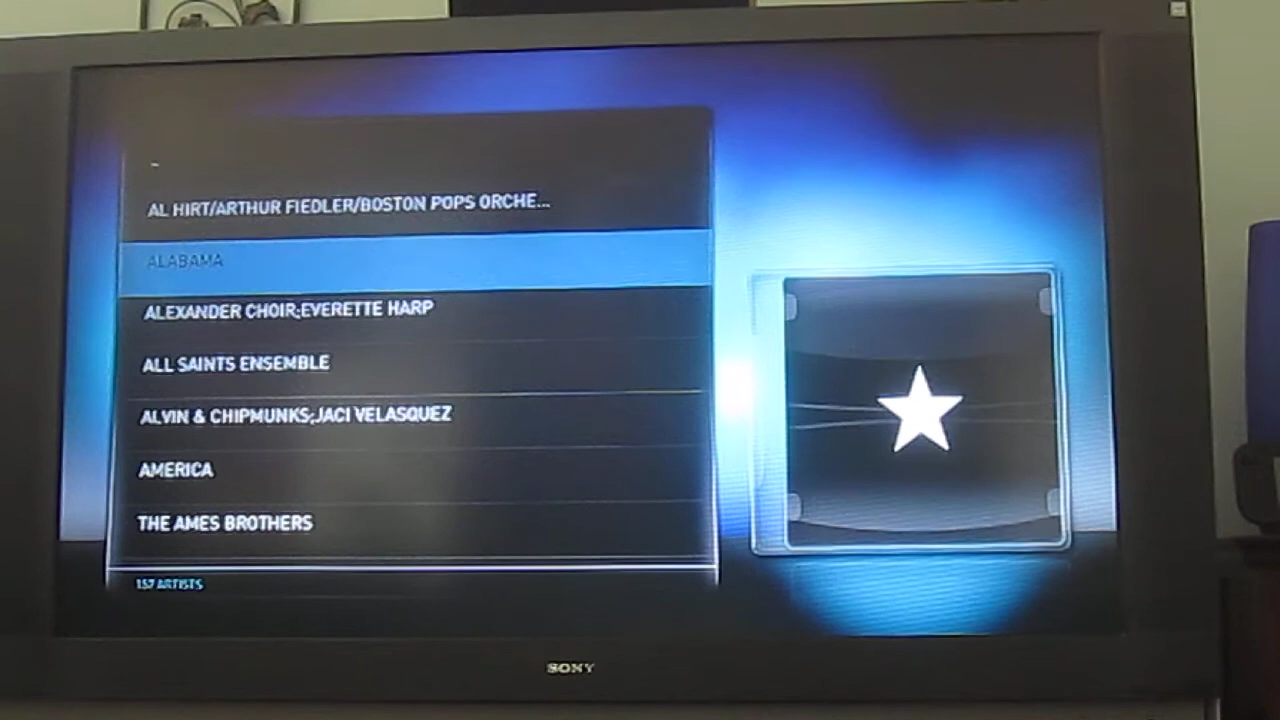 AL HIRT/ARTHUR FIEDLER/BOSTON POPS ORCHE...
ALABAMA
ALEXANDER CHOIR;EVERETTE HARP
ALL SAINTS ENSEMBLE
ALVIN & CHIPMUNKS;JACI VELASQUEZ
AMERICA
THE AMES BROTHERS
157 ARTISTS
SONY